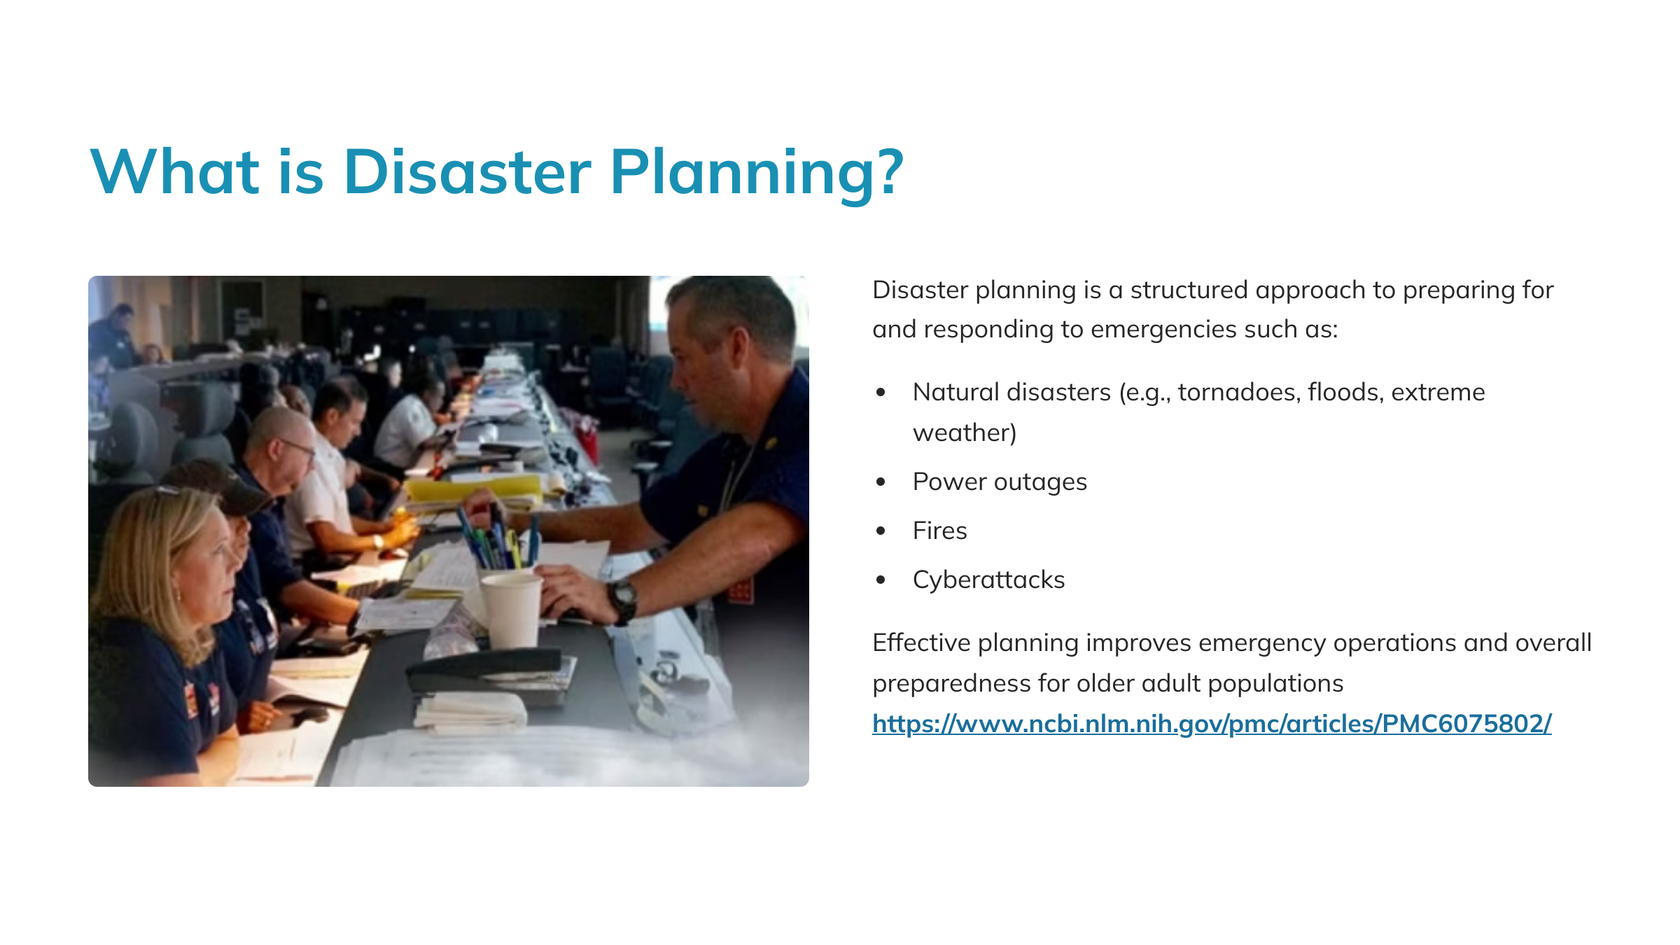 What is Disaster Planning?
Disaster planning is a structured approach to preparing for
and responding to emergencies such as:
• Natural disasters (e.g., tornadoes, floods, extreme
weather)
• Power outages
• Fires
• Cyberattacks
Effective planning improves emergency operations and overall
preparedness for older adult populations
https://www.ncbi.nlm.nih.gov/pmc/articles/PMC6075802/